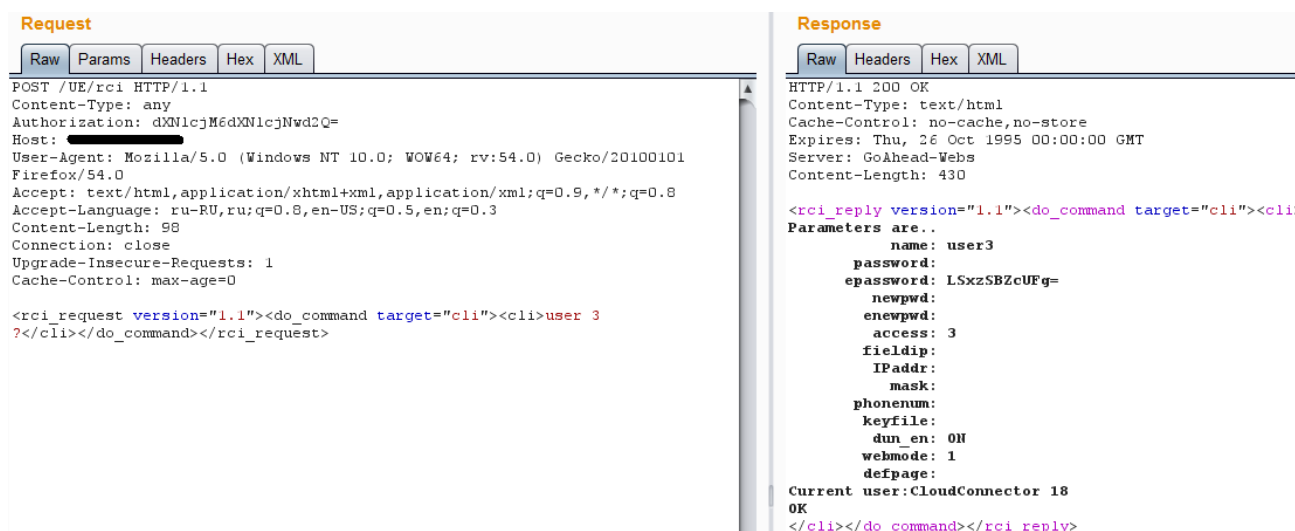 Request
Raw Params Headers Hex XML
POST /UE/rci HTTP/1.1
Content-Type: any
Authorization: dXNlcjM6dXNlcjNwd2Q=
Host:
User-Agent: Mozilla/5.0 (Windows NT 10.0; WOW64; rv:54.0) Gecko/20100101
Firefox/54.0
Accept: text/html,application/xhtml+xml,application/xml;q=0.9,*/*;q=0.8
Accept-Language: ru-RU,ru;q=0.8,en-US;q=0.5,en;q=0.3
Content-Length: 98
Connection: close
Upgrade-Insecure-Requests: 1
Cache-Control: max-age=0
<rci_request version="1.1"><do_command target="cli"><cli>user 3
?</cli></do_command></rci_request>
Response
Raw Headers Hex XML
HTTP/1.1 200 OK
Content-Type: text/html
Cache-Control: no-cache,no-store
Expires: Thu, 26 Oct 1995 00:00:00 GMT
Server: GoAhead-Webs
Content-Length: 430
<rci_reply version="1.1"><do_command target="cli"><cli
Parameters are..
name: user3
password:
epassword: LSxzSBZcUFg=
newpwd:
enewpwd:
access: 3
fieldip:
IPaddr:
mask:
phonenum:
keyfile:
dun_en: ON
webmode: 1
defpage:
Current user:CloudConnector 18
OK
</cli></do_command></rci_reply>